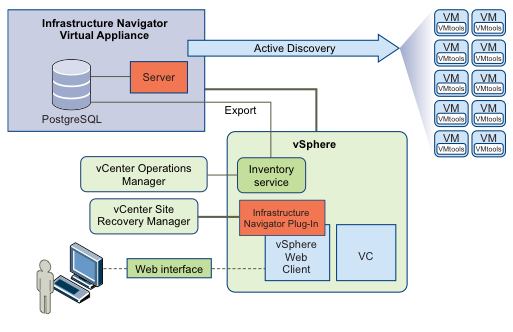 Infrastructure Navigator
Virtual Appliance
Server
PostgreSQL
Active Discovery
Export
VM
VMtools
VM
VMtools
VM
VMtools
VM
VMtools
VM
VMtools
VM
VMtools
VM
VMtools
VM
VMtools
VM
VMtools
VM
VMtools
vSphere
vCenter Operations
Manager
Inventory
service
vCenter Site
Recovery Manager
Infrastructure
Navigator Plug-In
vSphere
Web
Client
VC
Web interface